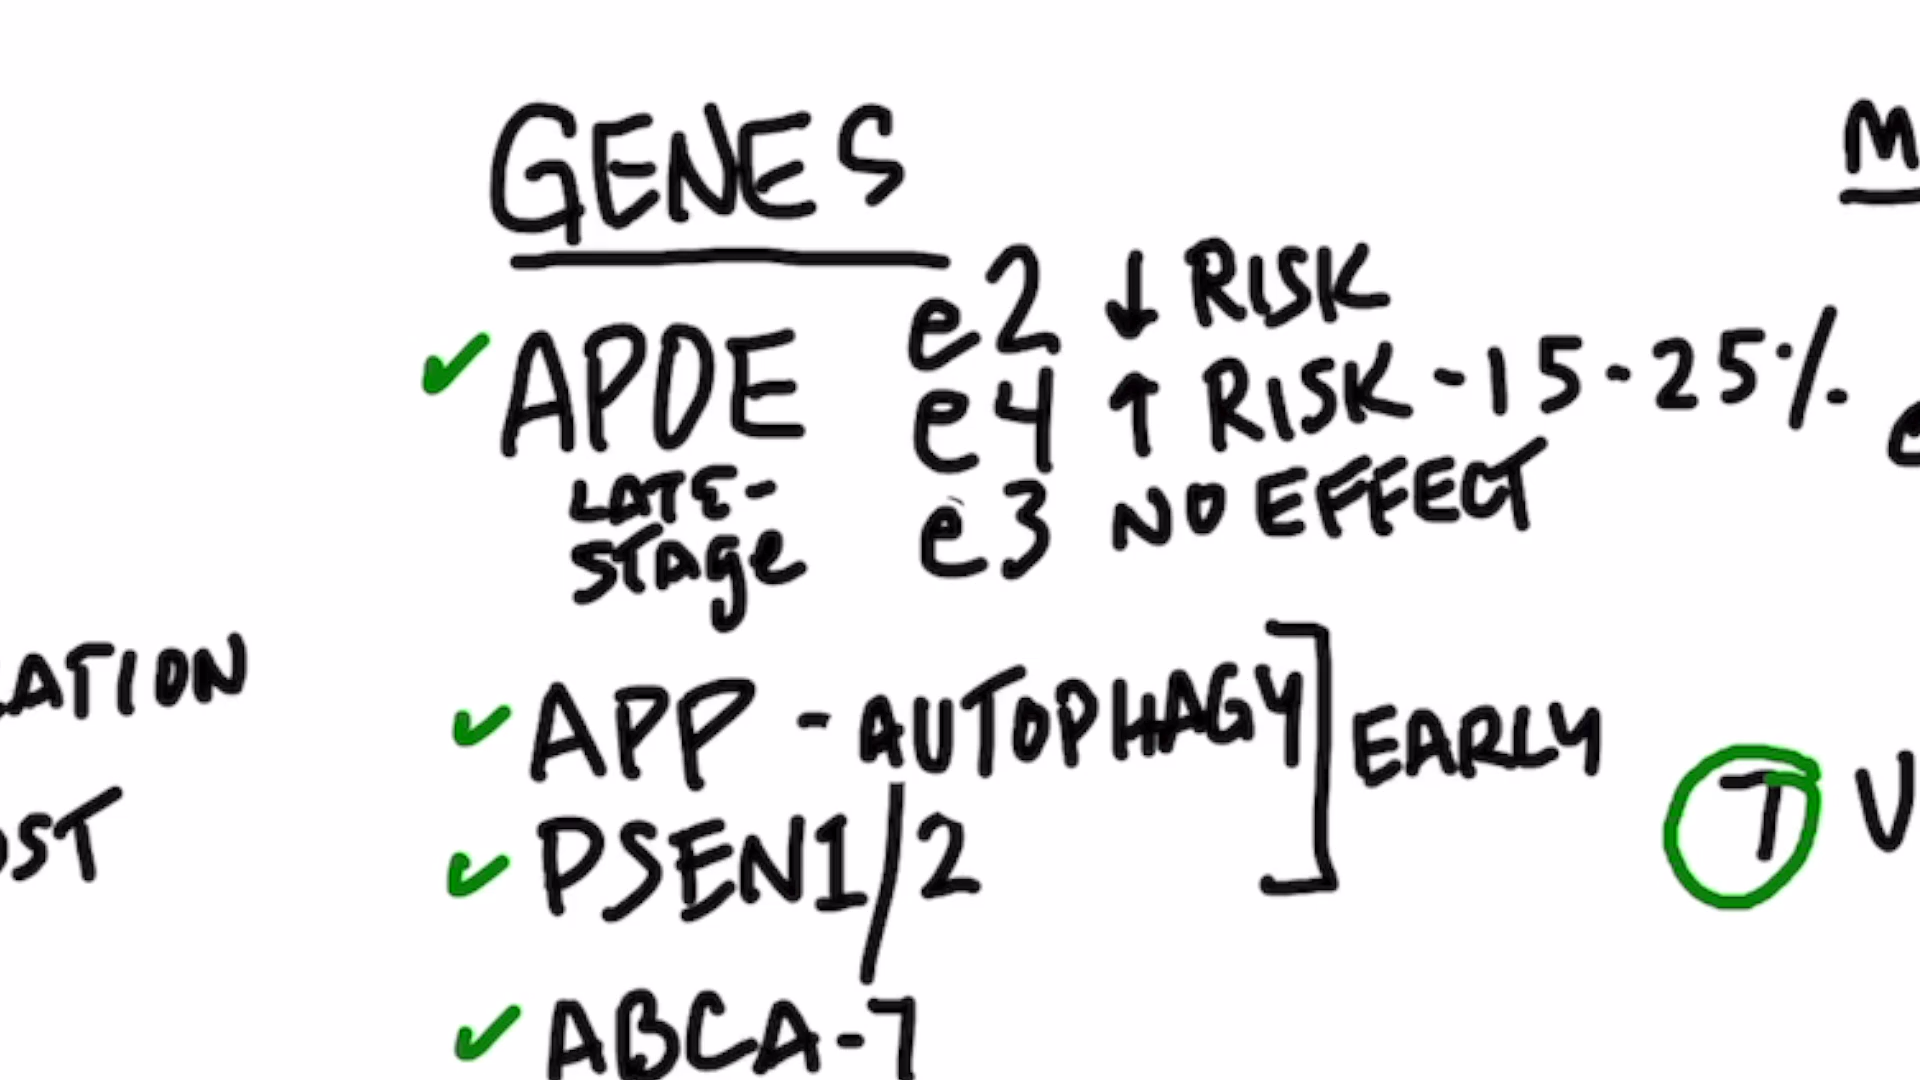 GENES
✓ APOE
LATE-
STAGE
e2 ↓ RISK
e4 ↑ RISK - 15-25%
e3 NO EFFECT
✓ APP - AUTOPHAGY
✓ PSEN1/2
] EARLY
✓ ABCA-7
ATION
OST
M
T